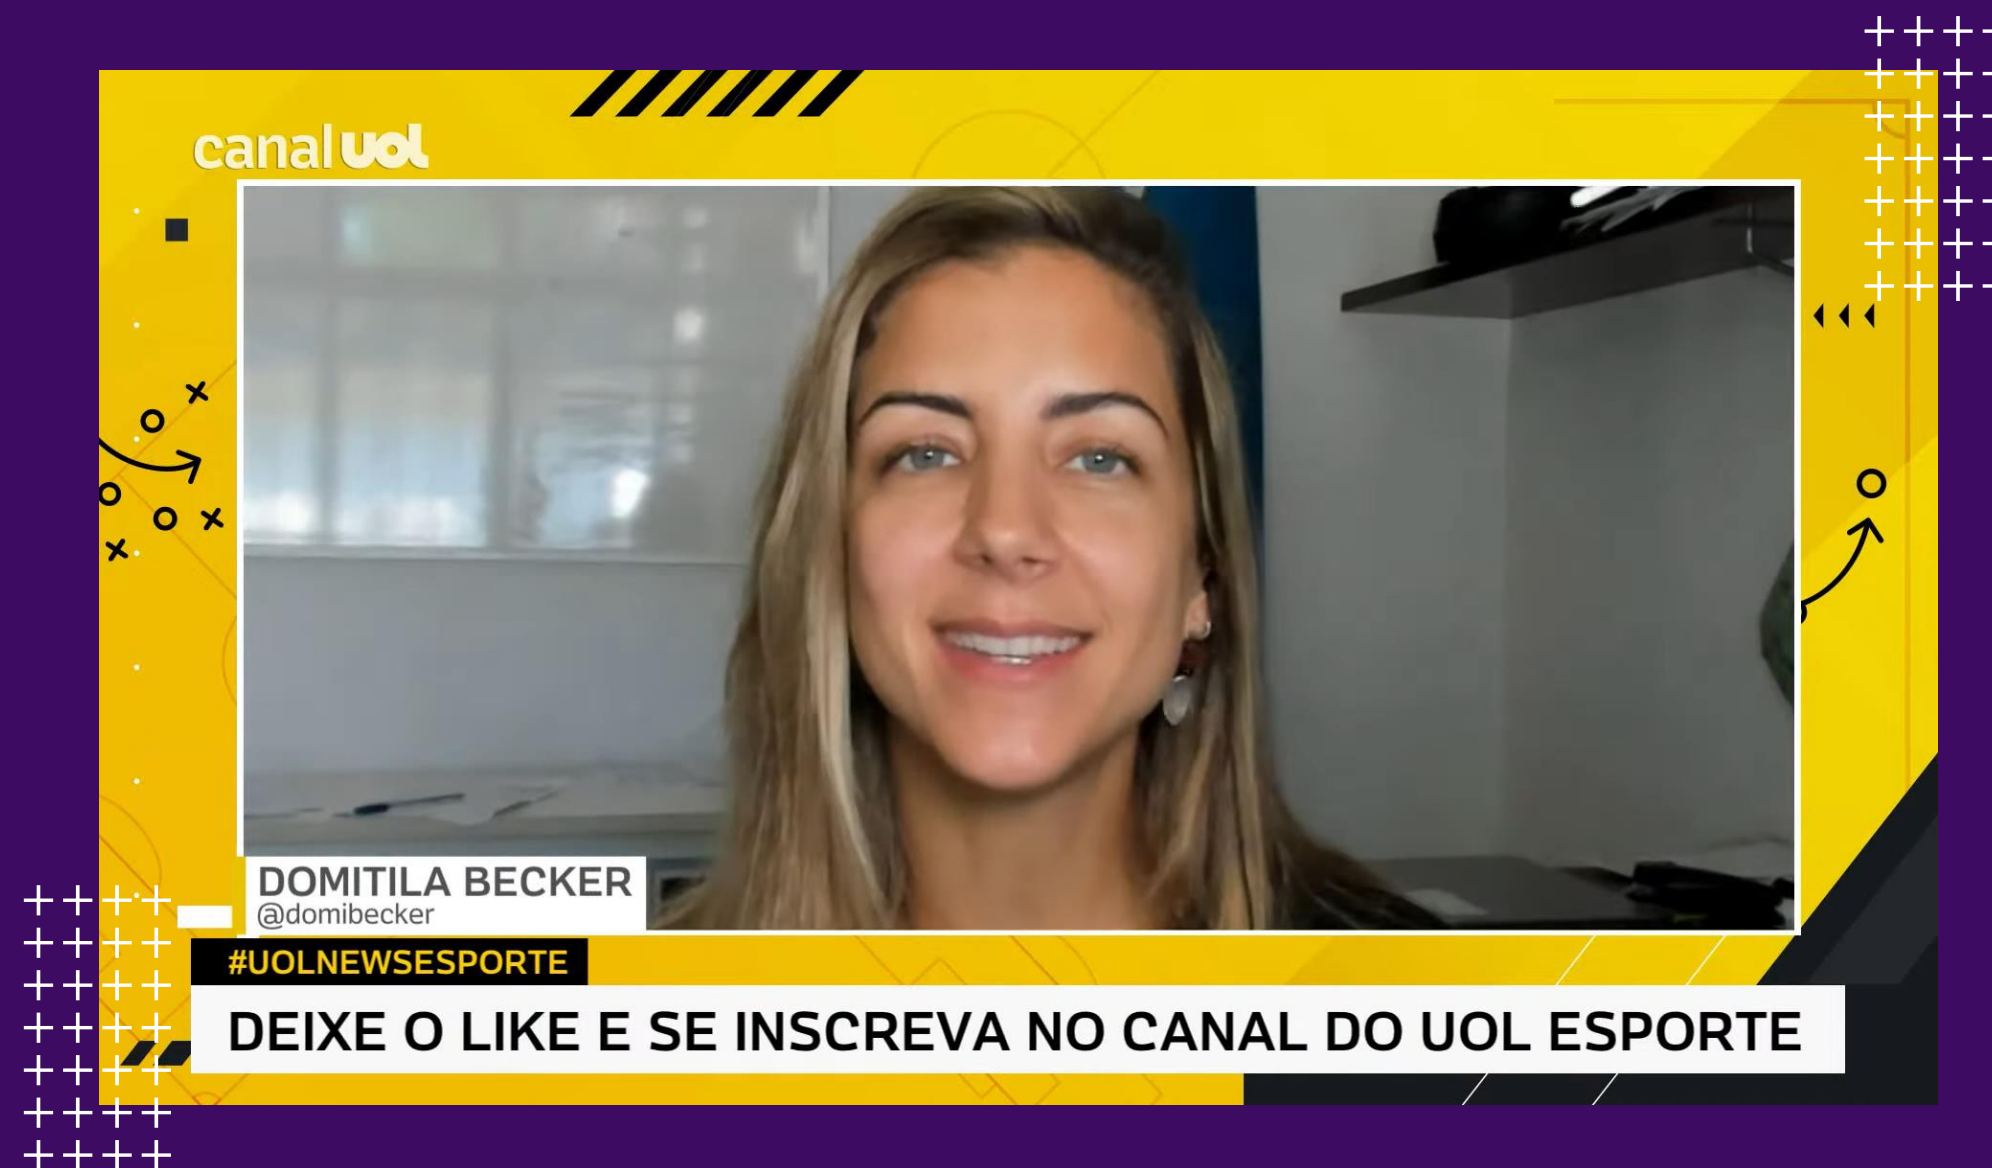 canal uol
DOMITILA BECKER
@domibecker
#UOLNEWSESPORTE
DEIXE O LIKE E SE INSCREVA NO CANAL DO UOL ESPORTE